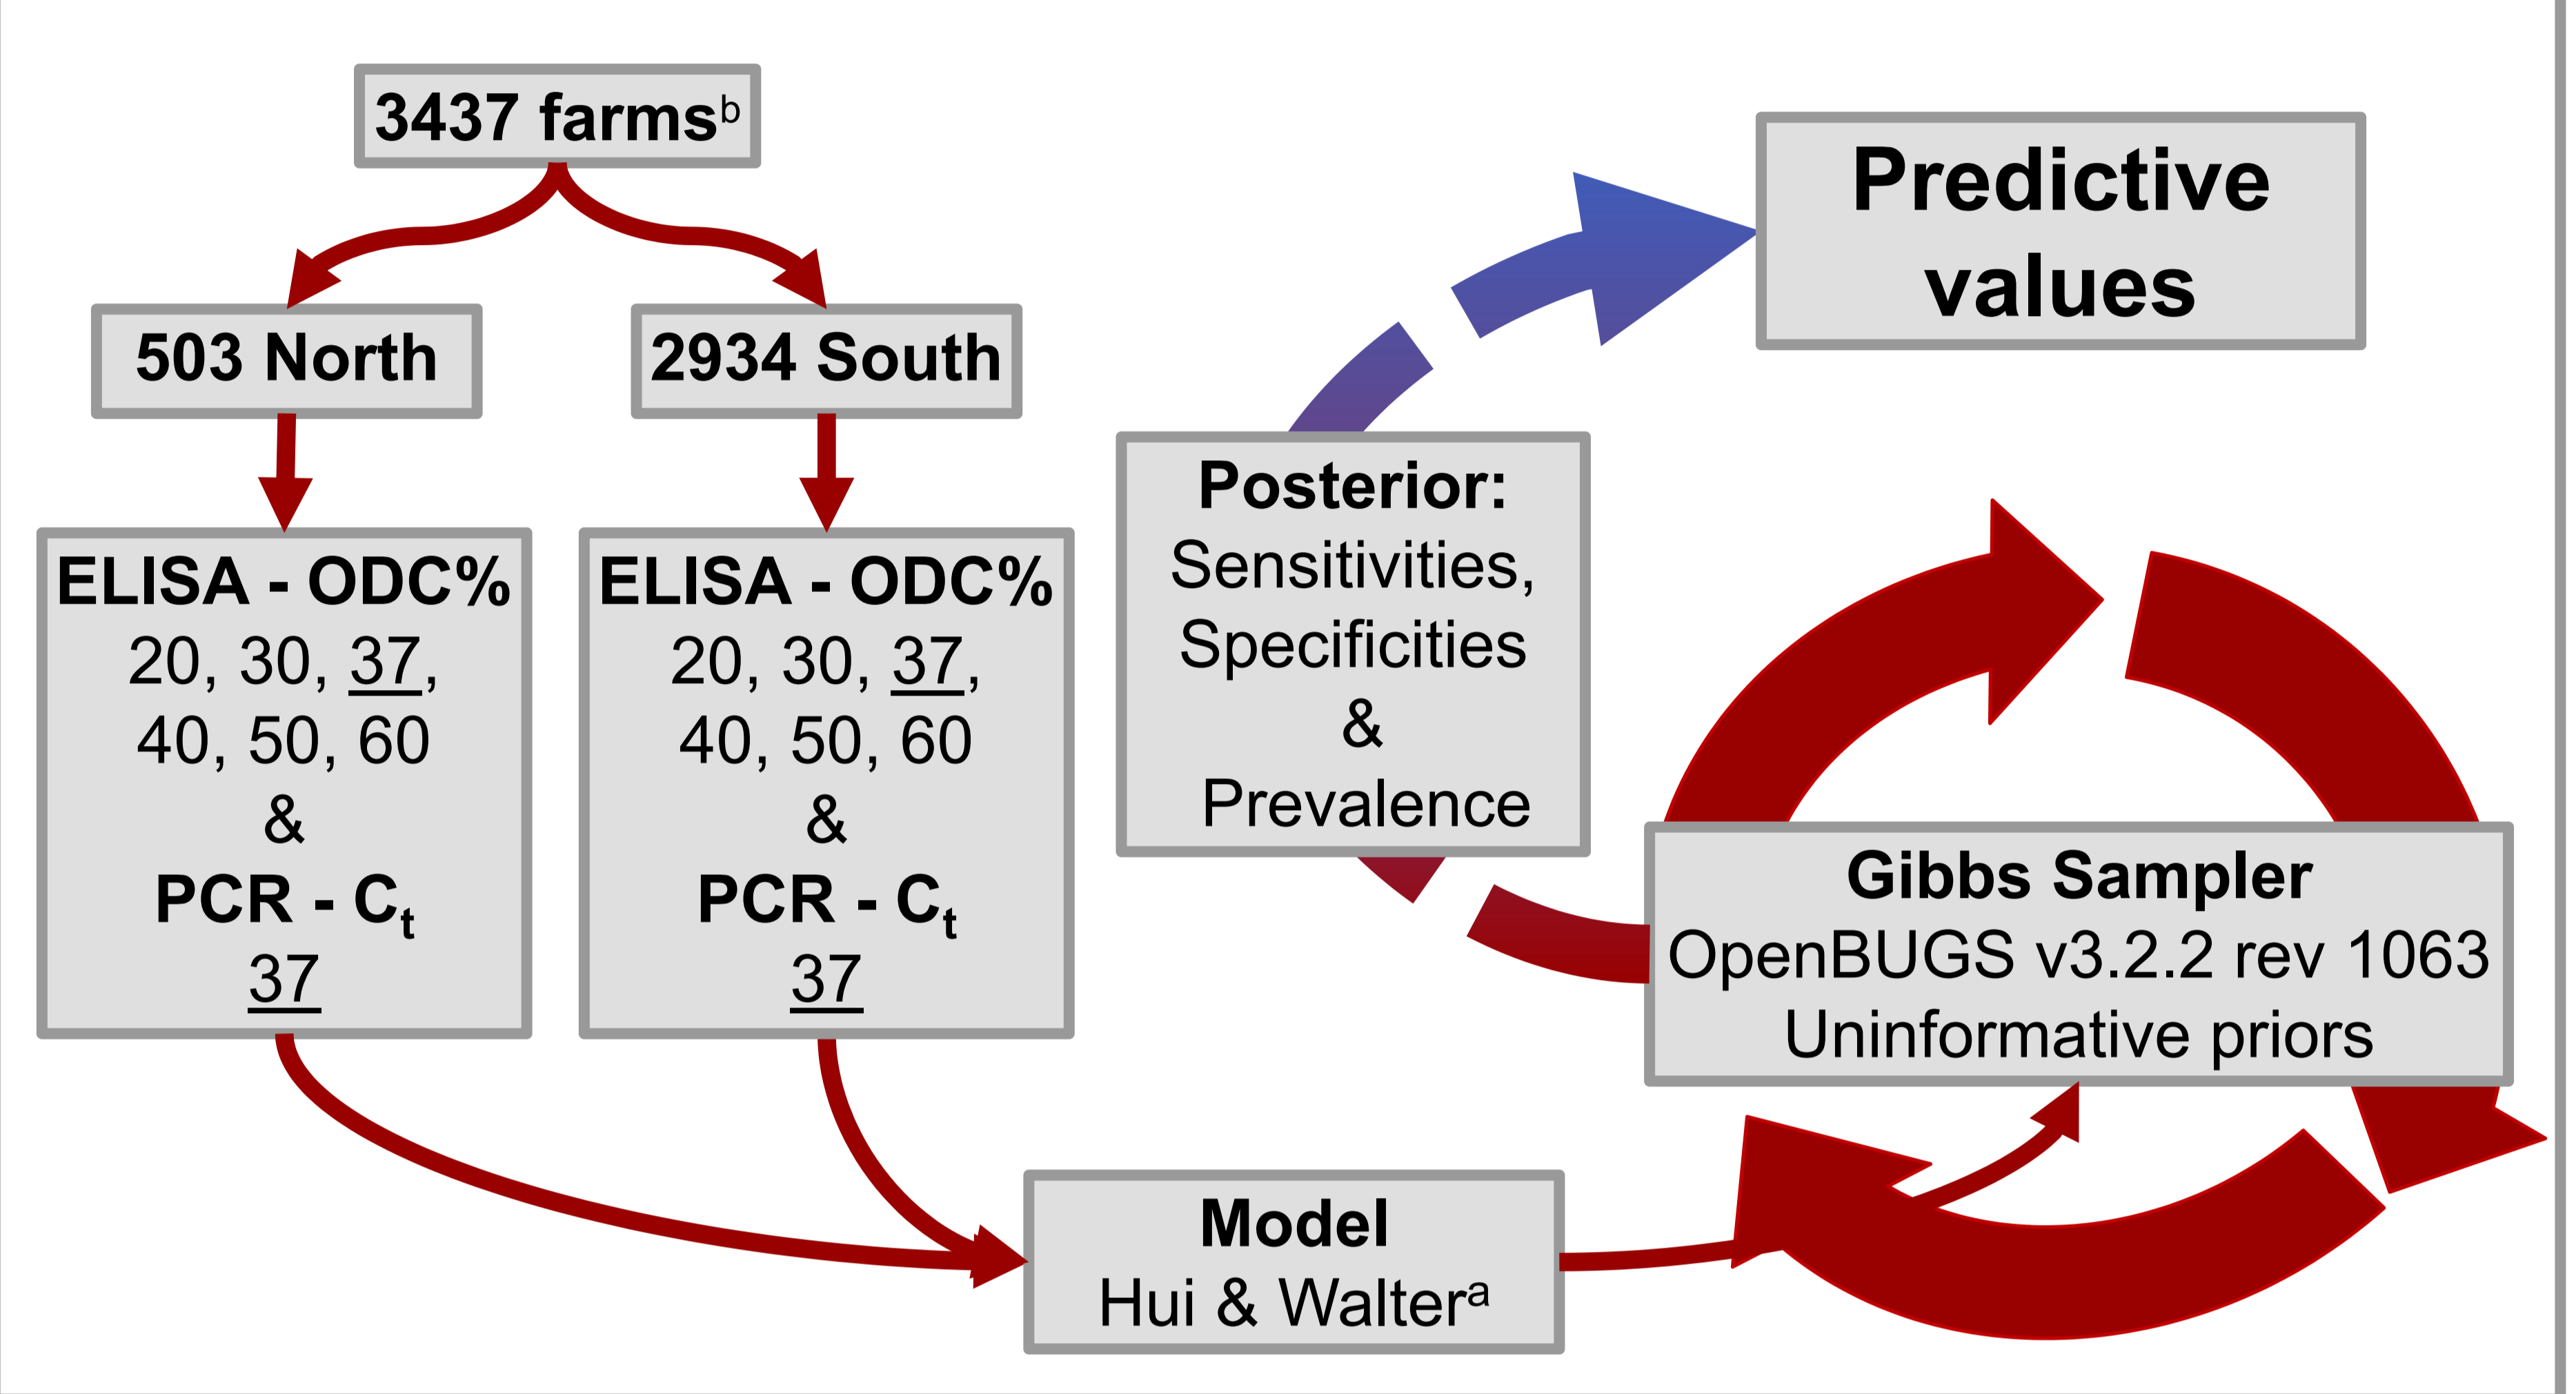 3437 farmsᵇ
503 North
2934 South
ELISA - ODC%
20, 30, 37,
40, 50, 60
&
PCR - Cₜ
37
ELISA - ODC%
20, 30, 37,
40, 50, 60
&
PCR - Cₜ
37
Model
Hui & Walterᵃ
Gibbs Sampler
OpenBUGS v3.2.2 rev 1063
Uninformative priors
Posterior:
Sensitivities,
Specificities
&
Prevalence
Predictive
values